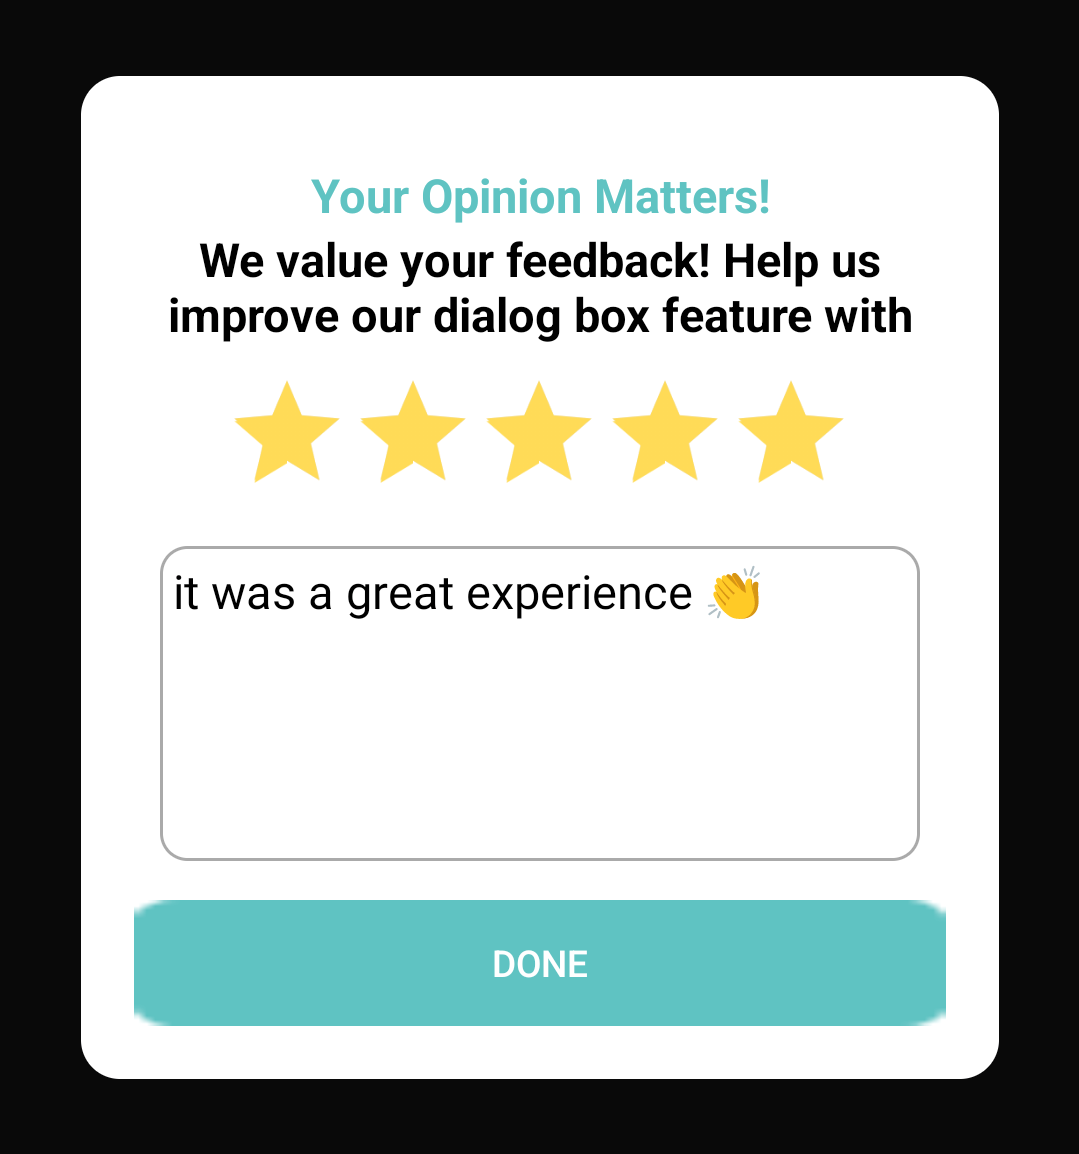 Your Opinion Matters!
We value your feedback! Help us
improve our dialog box feature with
it was a great experience 👏
DONE